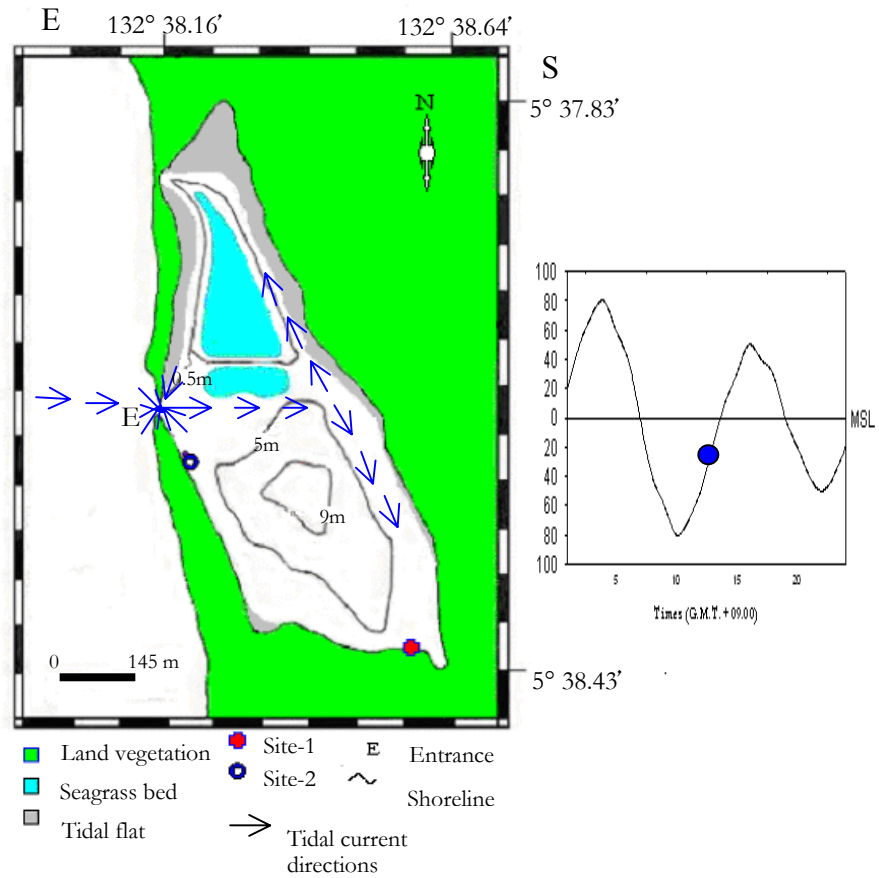 E
132° 38.16’
132° 38.64’
S
5° 37.83’
N
0.5m
E
5m
9m
0
145 m
5° 38.43’
100
80
60
40
20
0
20
40
60
80
100
MSL
5
10
15
20
Times (G.M.T. +09.00)
Land vegetation
Seagrass bed
Tidal flat
Site-1
Site-2
E
Entrance
Shoreline
Tidal current
directions